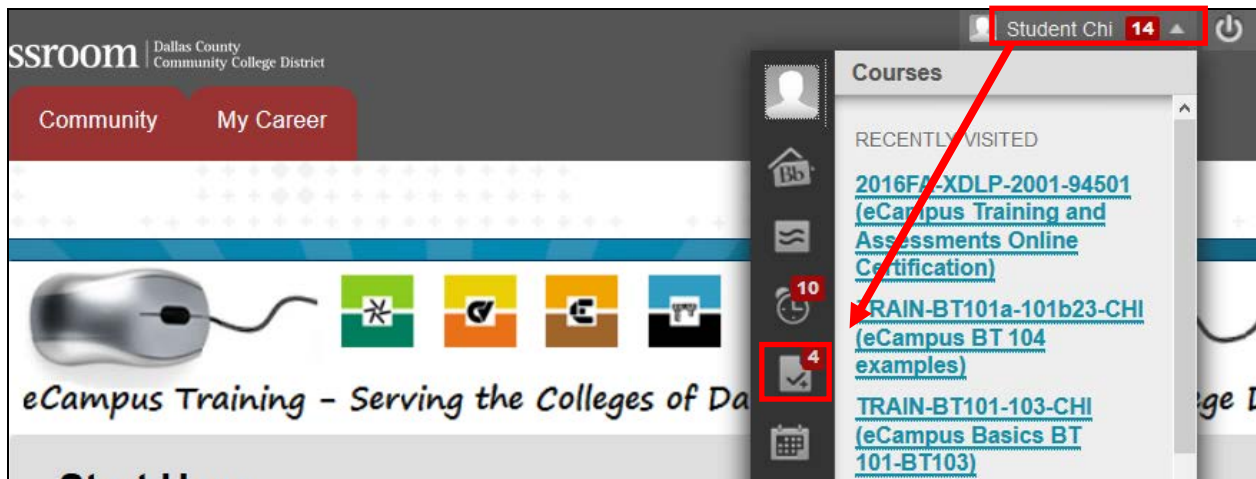 Student Chi 14
ssroom
Dallas County
Community College District
Community My Career
Courses
RECENTLY VISITED
Bb
2016FA-XDLP-2001-94501
(eCampus Training and
Assessments Online
Certification)
10
TRAIN-BT101a-101b23-CHI
(eCampus BT 104
examples)
4
TRAIN-BT101-103-CHI
(eCampus Basics BT
101-BT103)
eCampus Training - Serving the Colleges of Da
ge D